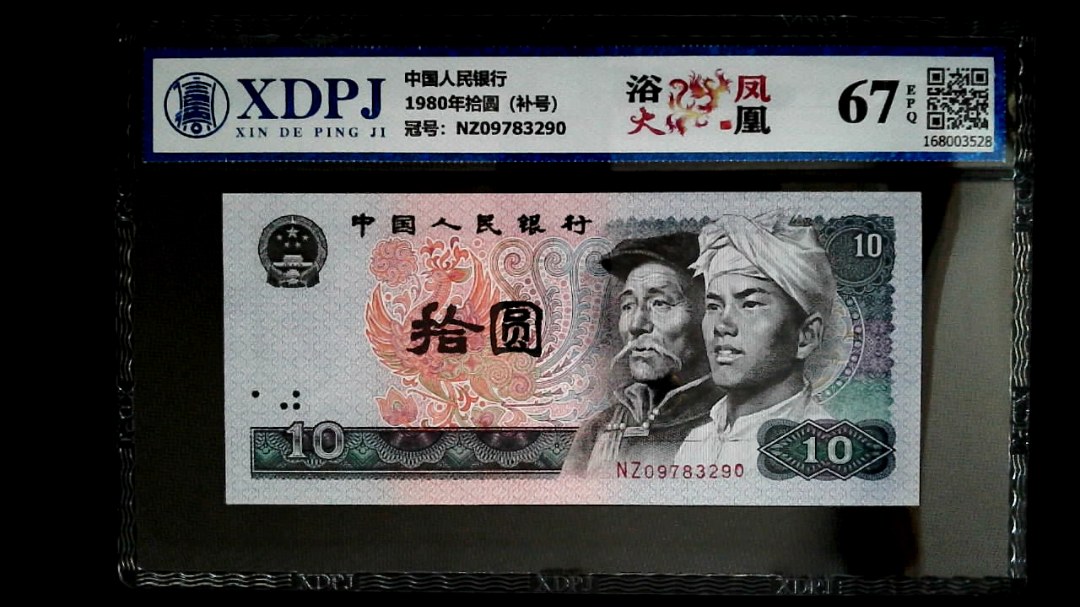 XDPJ
XIN DE PING JI
中国人民银行
1980年拾圆（补号）
冠号：NZ09783290
浴火
凤凰
67
EPQ
168003528
中国人民银行
10
拾圆
10
NZ09783290
10
XDPJ XDPJ XDPJ